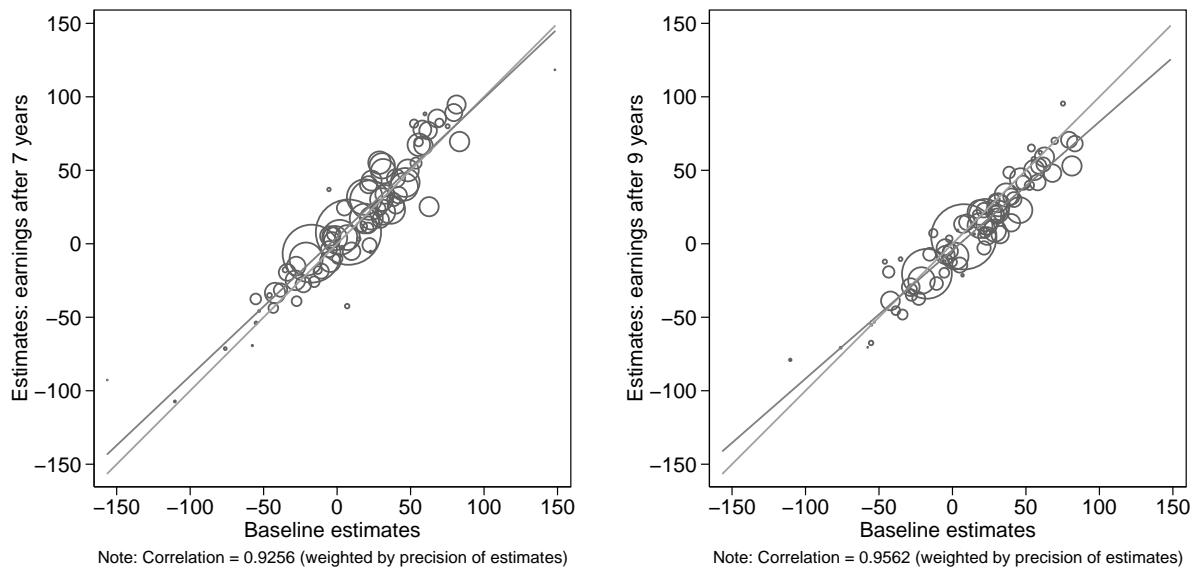 Estimates: earnings after 7 years
150
100
50
0
−50
−100
−150
−150 −100 −50 0 50 100 150
Baseline estimates
Note: Correlation = 0.9256 (weighted by precision of estimates)
Estimates: earnings after 9 years
150
100
50
0
−50
−100
−150
−150 −100 −50 0 50 100 150
Baseline estimates
Note: Correlation = 0.9562 (weighted by precision of estimates)